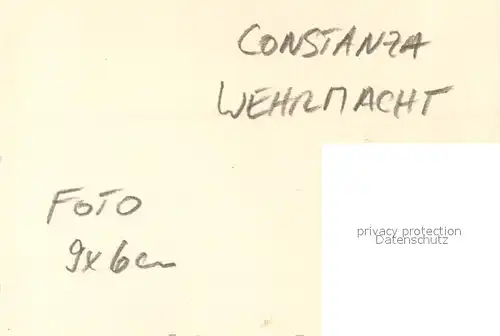 CONSTANZA
WEHRMACHT
FOTO
9x6cm
privacy protection
Datenschutz